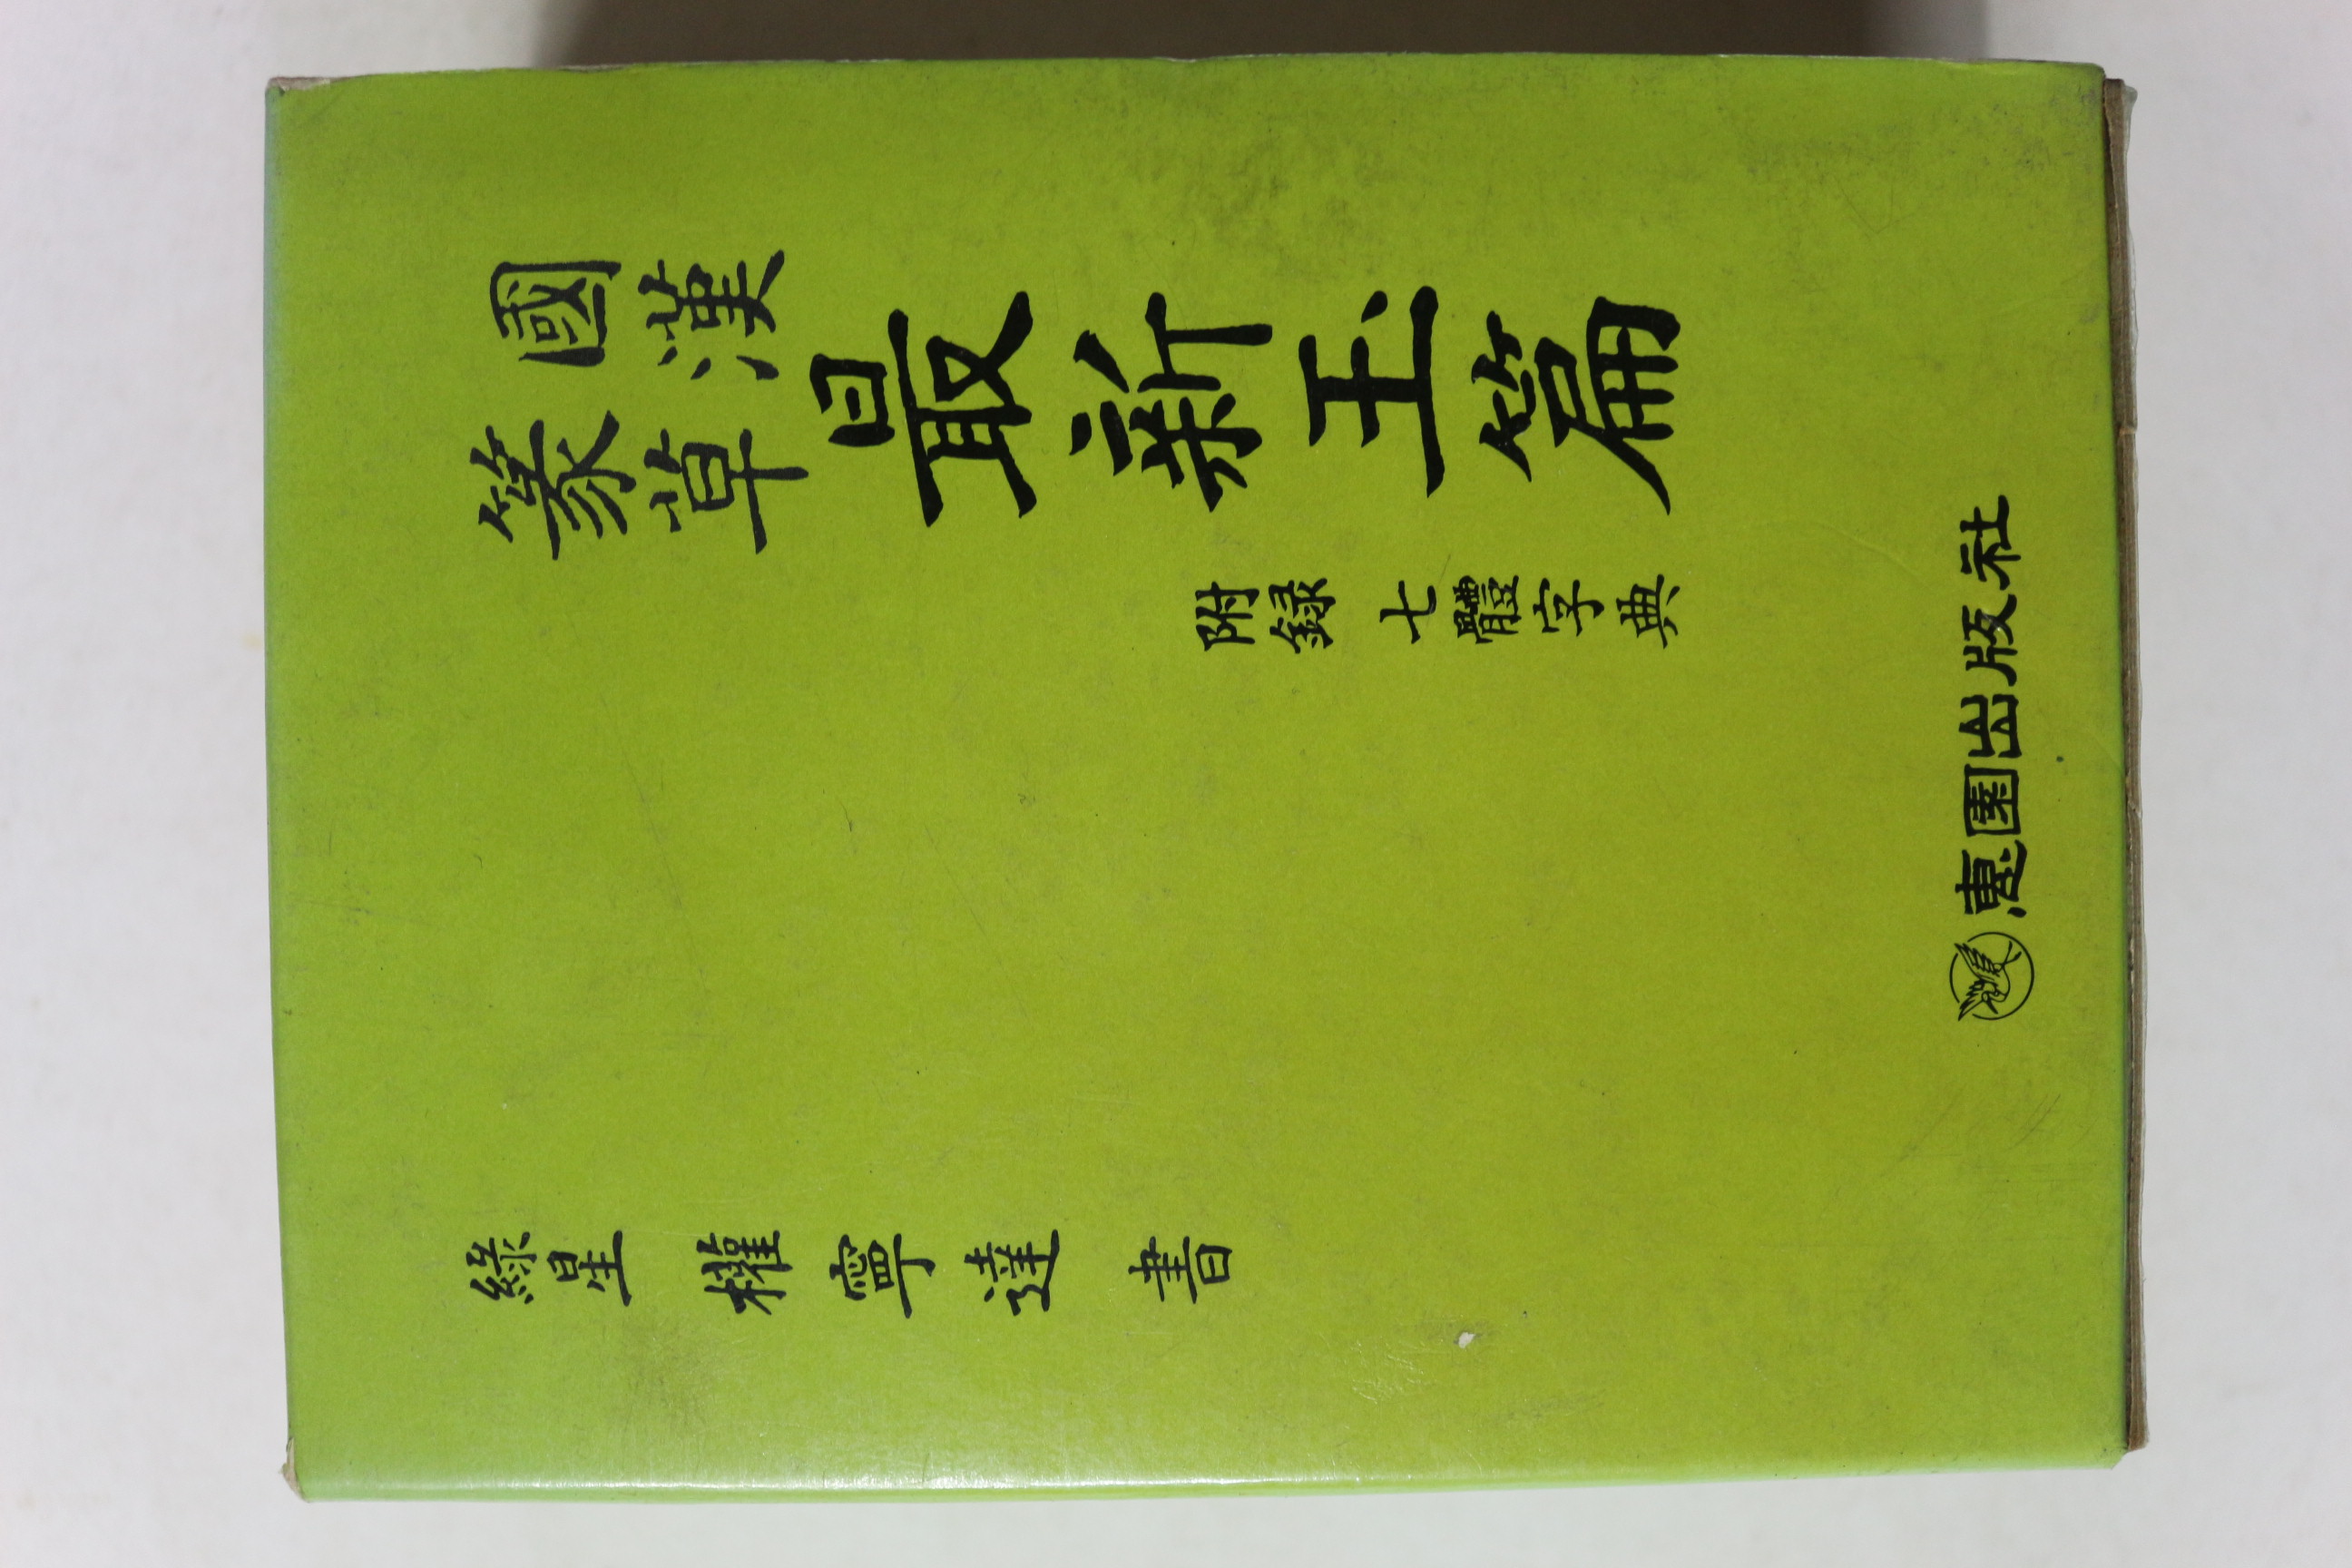 國漢
篆草
最新玉篇
附録 七體字典
綠星 權寧達 書
惠園出版社